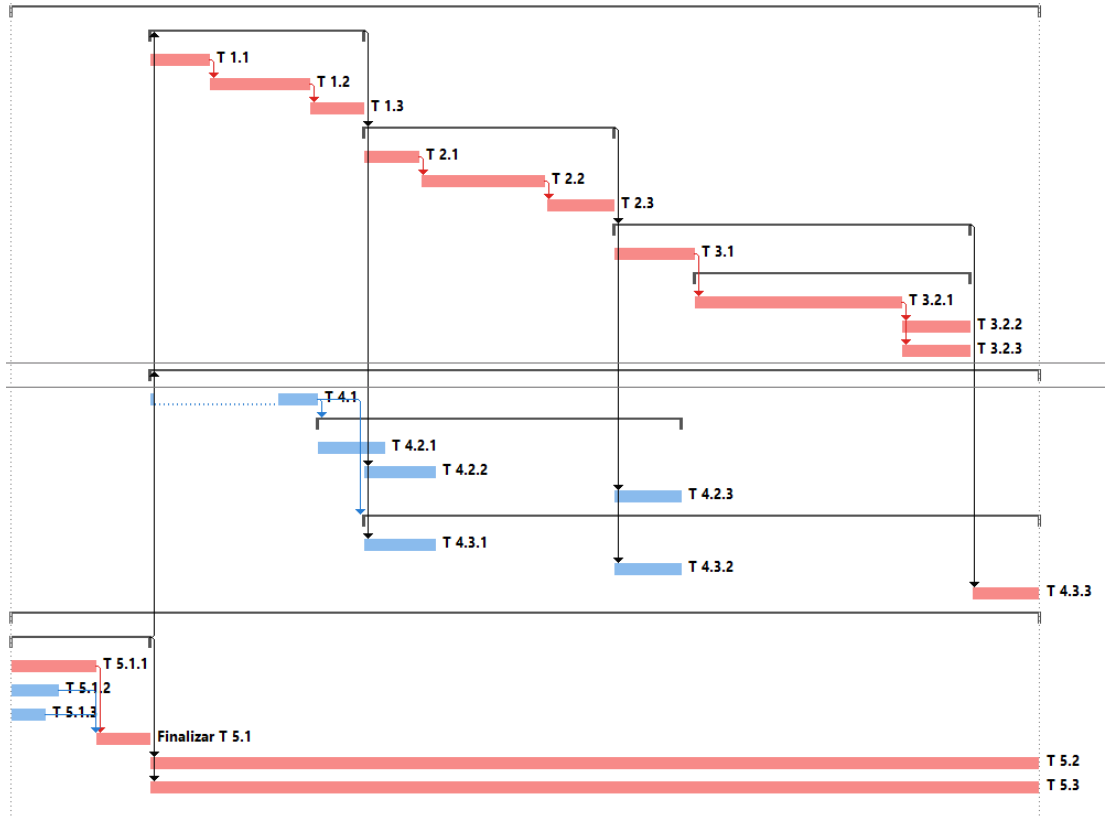 T 1.1
T 1.2
T 1.3
T 2.1
T 2.2
T 2.3
T 3.1
T 3.2.1
T 3.2.2
T 3.2.3
T 4.1
T 4.2.1
T 4.2.2
T 4.2.3
T 4.3.1
T 4.3.2
T 4.3.3
T 5.1.1
T 5.1.2
T 5.1.3
Finalizar T 5.1
T 5.2
T 5.3